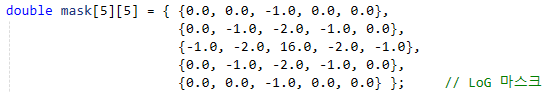 double mask[5][5] = { {0.0, 0.0, -1.0, 0.0, 0.0},
{0.0, -1.0, -2.0, -1.0, 0.0},
{-1.0, -2.0, 16.0, -2.0, -1.0},
{0.0, -1.0, -2.0, -1.0, 0.0},
{0.0, 0.0, -1.0, 0.0, 0.0} }; // LoG 마스크